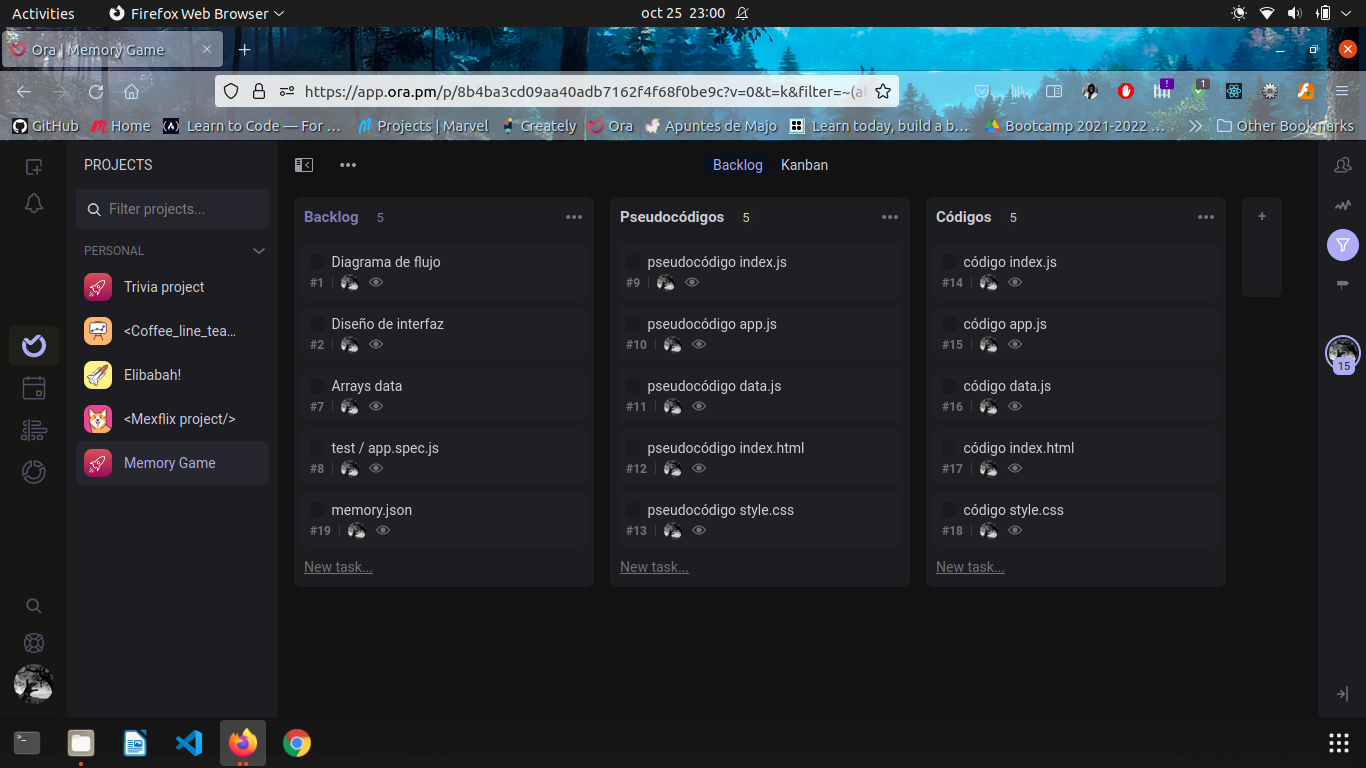 Activities Firefox Web Browser oct 25 23:00
Ora | Memory Game
https://app.ora.pm/p/8b4ba3cd09aa40adb7162f4f68f0be9c?v=0&t=k&filter=~(at
! 1
GitHub Home Learn to Code — For ... Projects | Marvel Creately Ora Apuntes de Majo Learn today, build a b... Bootcamp 2021-2022 ... Other Bookmarks
PROJECTS
Backlog Kanban
Filter projects...
PERSONAL
Trivia project
<Coffee_line_tea...
Elibabah!
<Mexflix project/>
Memory Game
Backlog 5
Diagrama de flujo
#1
Diseño de interfaz
#2
Arrays data
#7
test / app.spec.js
#8
memory.json
#19
New task...
Pseudocódigos 5
pseudocódigo index.js
#9
pseudocódigo app.js
#10
pseudocódigo data.js
#11
pseudocódigo index.html
#12
pseudocódigo style.css
#13
New task...
Códigos 5
código index.js
#14
código app.js
#15
código data.js
#16
código index.html
#17
código style.css
#18
New task...
+
15